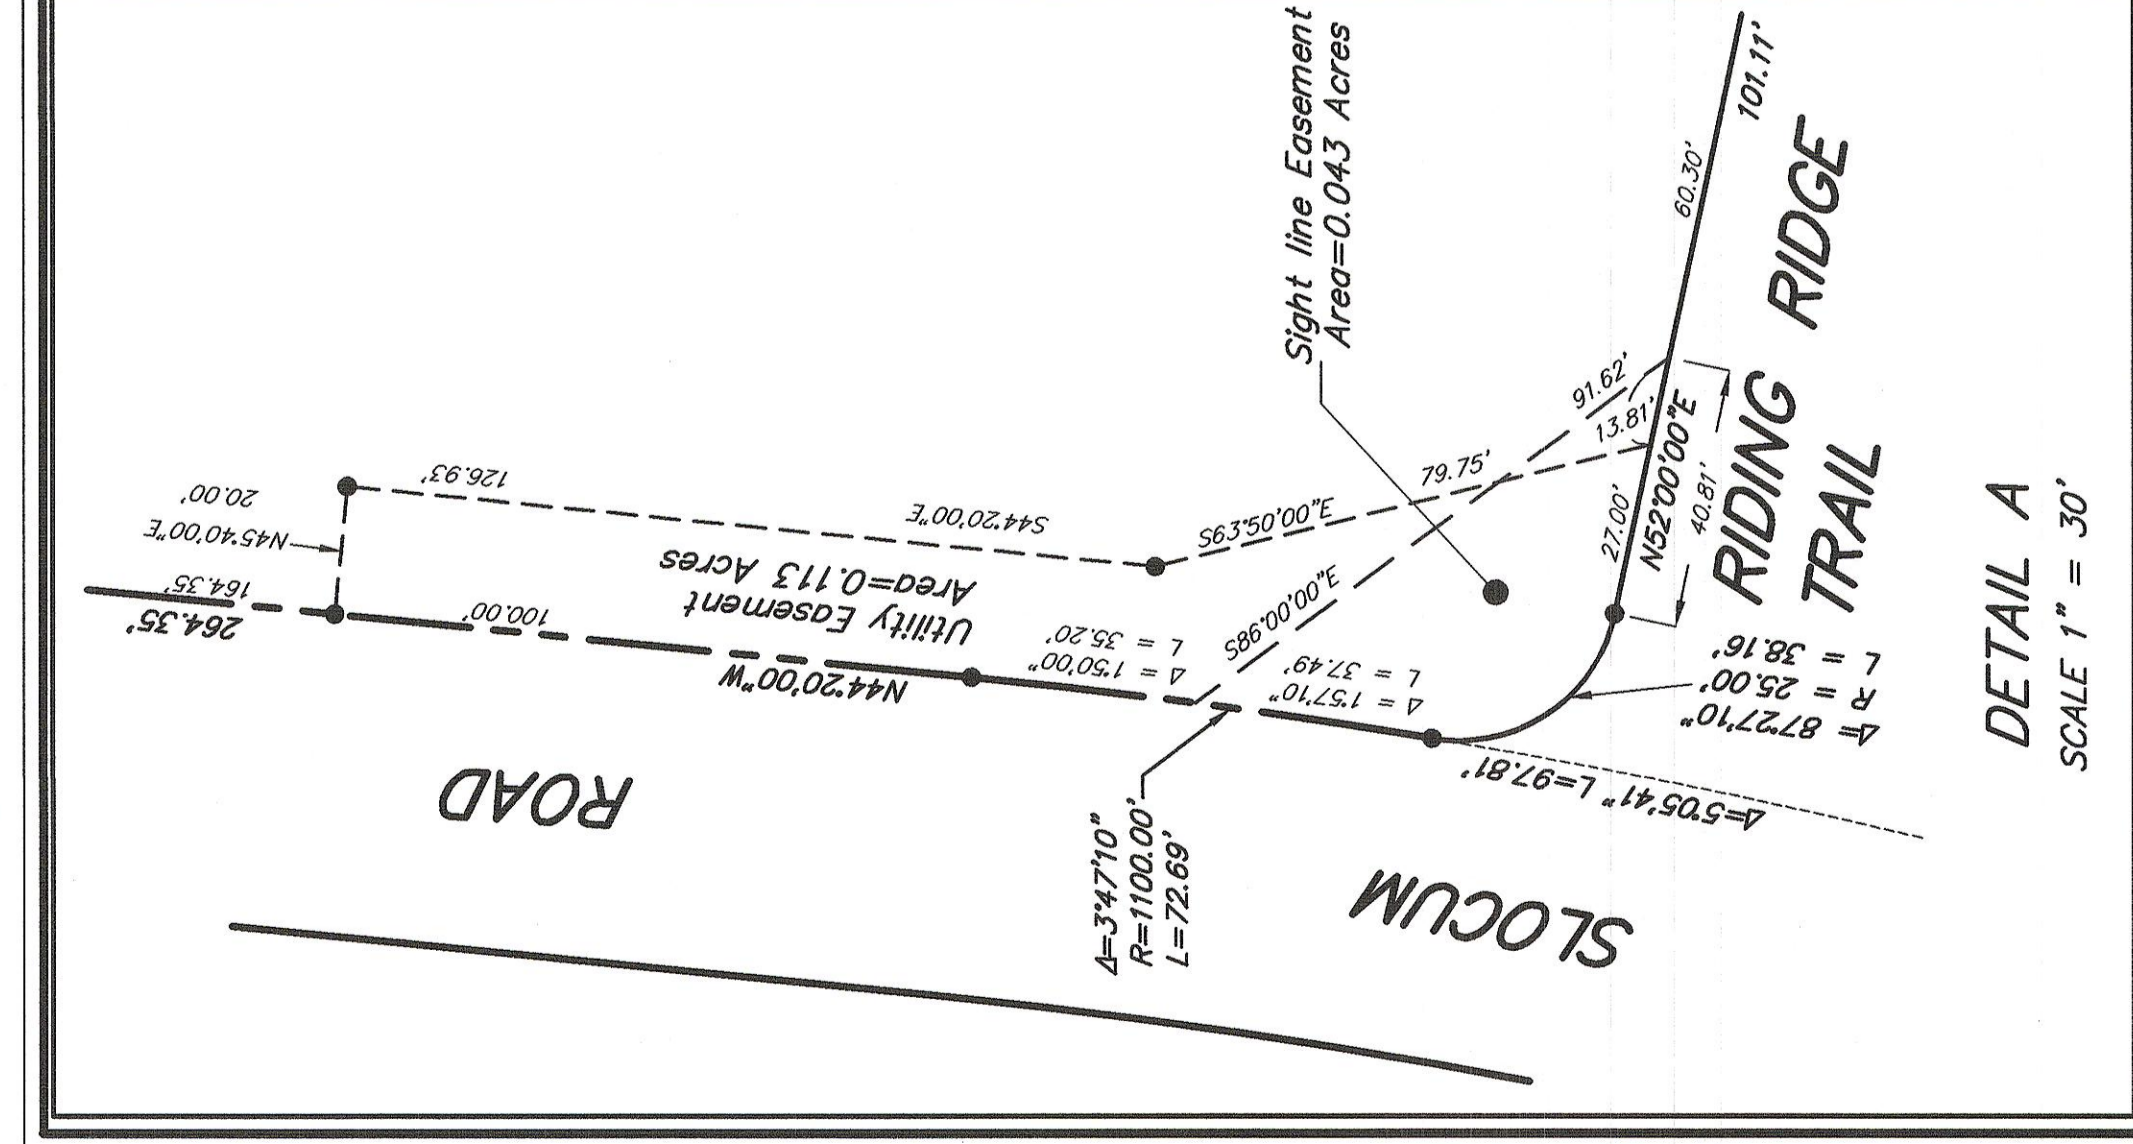 Sight line Easement
Area=0.043 Acres
20.00'
N45°40'00"E
164.35'
264.35'
126.93'
S44°20'00"E
100.00'
Utility Easement
Area=0.113 Acres
N44°20'00"W
Δ = 1°50'00"
L = 35.20'
S63°50'00"E
79.75'
S86°00'00"E
91.62'
13.81'
Δ = 1°57'10"
L = 37.49'
27.00'
N52°00'00"E
40.81'
60.30'
101.11'
RIDING RIDGE
TRAIL
Δ= 87°27'10"
R = 25.00'
L = 38.16'
Δ=5°05'41" L=97.81'
Δ=3°47'10"
R=1100.00'
L=72.69'
SLOCUM ROAD
DETAIL A
SCALE 1" = 30'